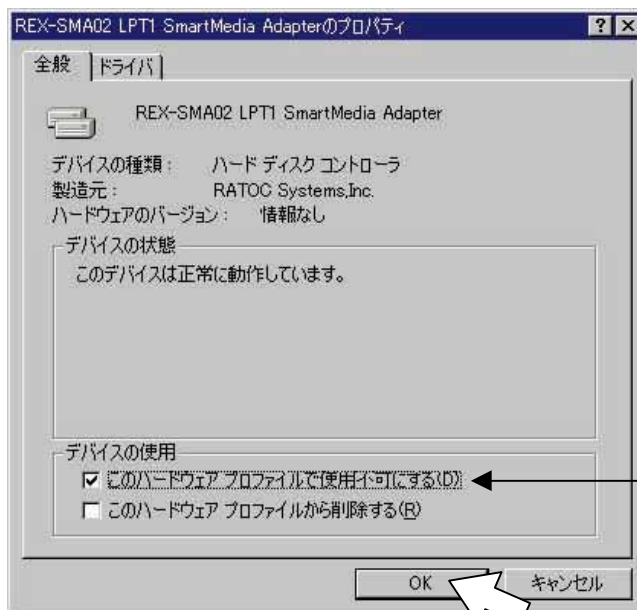 REX-SMA02 LPT1 SmartMedia Adapterのプロパティ
全般
ドライバ
REX-SMA02 LPT1 SmartMedia Adapter
デバイスの種類： ハード ディスク コントローラ
製造元： RATOC Systems,Inc.
ハードウェアのバージョン： 情報なし
デバイスの状態
このデバイスは正常に動作しています。
デバイスの使用
このハードウェア プロファイルで使用不可にする(D)
このハードウェア プロファイルから削除する(R)
OK
キャンセル